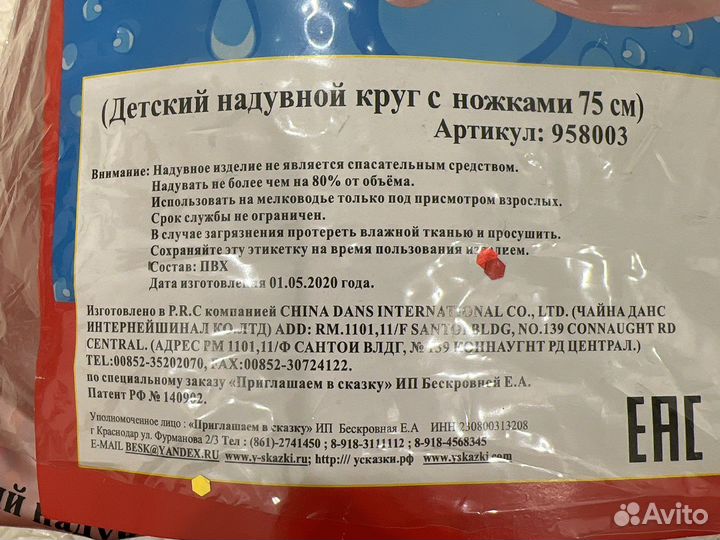 (Детский надувной круг с ножками 75 см)
Артикул: 958003
Внимание: Надувное изделие не является спасательным средством.
Надувать не более чем на 80% от объёма.
Использовать на мелководье только под присмотром взрослых.
Срок службы не ограничен.
В случае загрязнения протереть влажной тканью и просушить.
Сохраняйте эту этикетку на время пользования изделием.
Состав: ПВХ
Дата изготовления 01.05.2020 года.
Изготовлено в P.R.C компанией CHINA DANS INTERNATIONAL CO., LTD. (ЧАЙНА ДАНС
ИНТЕРНЕЙШИНАЛ КО.ЛТД) ADD: RM.1101,11/F SANTOI BLDG, NO.139 CONNAUGHT RD
CENTRAL. (АДРЕС РМ 1101,11/Ф САНТОИ ВЛДГ, № 139 КОННАУГНТ РД ЦЕНТРАЛ.)
TEL:00852-35202070, FAX:00852-30724122.
по специальному заказу «Приглашаем в сказку» ИП Бескровней Е.А.
Патент РФ № 140902.
Уполномоченное лицо : «Приглашаем в сказку» ИП Бескровная Е.А ИНН 230800313208
г Краснодар ул. Фурманова 2/3 Тел : (861)-2741450 ; 8-918-3111112 ; 8-918-4568345
E-MAIL BESK@YANDEX.RU www.y-skazki.ru; http:/// усказки.рф www.yskazki.com
EAC
Avito